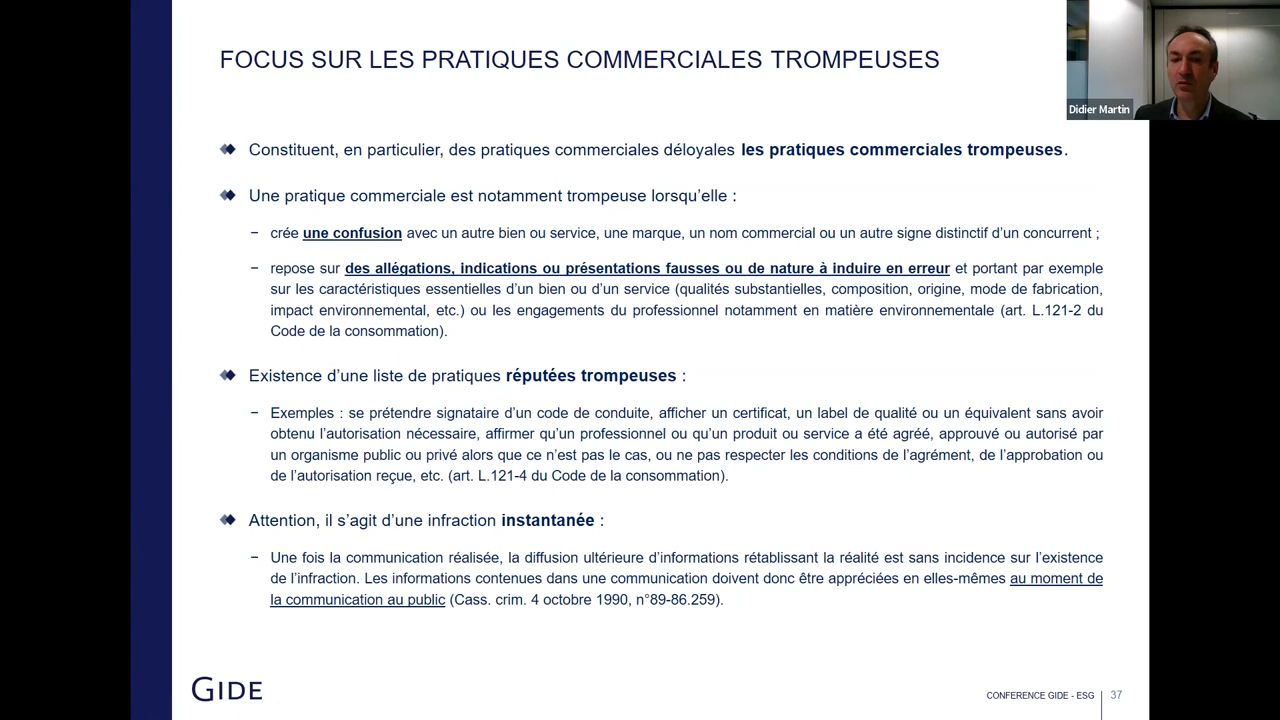 FOCUS SUR LES PRATIQUES COMMERCIALES TROMPEUSES
Didier Martin
Constituent, en particulier, des pratiques commerciales déloyales les pratiques commerciales trompeuses.
Une pratique commerciale est notamment trompeuse lorsqu’elle :
− crée une confusion avec un autre bien ou service, une marque, un nom commercial ou un autre signe distinctif d’un concurrent ;
− repose sur des allégations, indications ou présentations fausses ou de nature à induire en erreur et portant par exemple
sur les caractéristiques essentielles d’un bien ou d’un service (qualités substantielles, composition, origine, mode de fabrication,
impact environnemental, etc.) ou les engagements du professionnel notamment en matière environnementale (art. L.121-2 du
Code de la consommation).
Existence d’une liste de pratiques réputées trompeuses :
− Exemples : se prétendre signataire d’un code de conduite, afficher un certificat, un label de qualité ou un équivalent sans avoir
obtenu l’autorisation nécessaire, affirmer qu’un professionnel ou qu’un produit ou service a été agréé, approuvé ou autorisé par
un organisme public ou privé alors que ce n’est pas le cas, ou ne pas respecter les conditions de l’agrément, de l’approbation ou
de l’autorisation reçue, etc. (art. L.121-4 du Code de la consommation).
Attention, il s’agit d’une infraction instantanée :
− Une fois la communication réalisée, la diffusion ultérieure d’informations rétablissant la réalité est sans incidence sur l’existence
de l’infraction. Les informations contenues dans une communication doivent donc être appréciées en elles-mêmes au moment de
la communication au public (Cass. crim. 4 octobre 1990, n°89-86.259).
GIDE
CONFERENCE GIDE - ESG 37